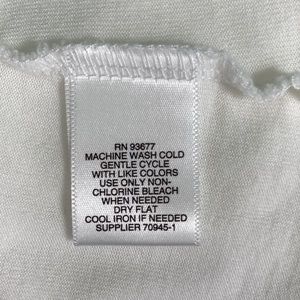 RN 93677
MACHINE WASH COLD
GENTLE CYCLE
WITH LIKE COLORS
USE ONLY NON-
CHLORINE BLEACH
WHEN NEEDED
DRY FLAT
COOL IRON IF NEEDED
SUPPLIER 70945-1